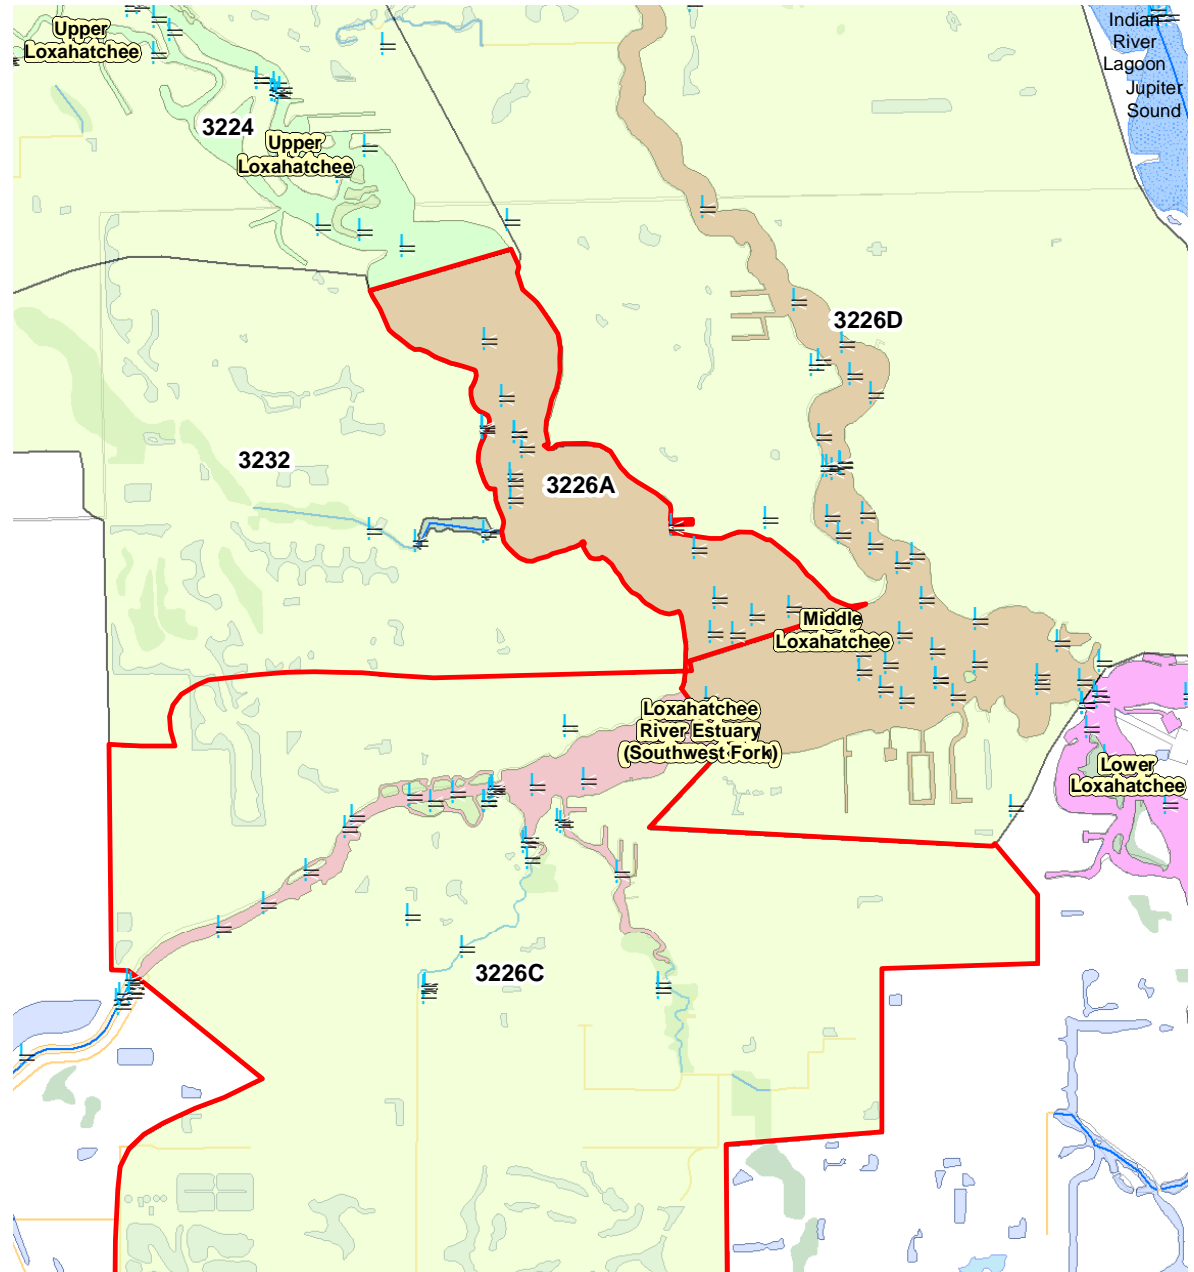 Upper
Loxahatchee
Indian
River
Lagoon
Jupiter
Sound
3224
Upper
Loxahatchee
3226D
3232
3226A
Middle
Loxahatchee
Loxahatchee
River Estuary
(Southwest Fork)
Lower
Loxahatchee
3226C